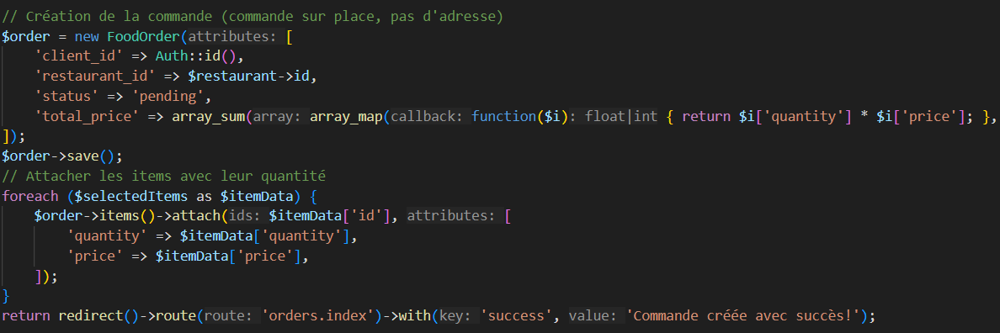 // Création de la commande (commande sur place, pas d'adresse)
$order = new FoodOrder(attributes: [
    'client_id' => Auth::id(),
    'restaurant_id' => $restaurant->id,
    'status' => 'pending',
    'total_price' => array_sum(array: array_map(callback: function($i): float|int { return $i['quantity'] * $i['price']; },
]);
$order->save();
// Attacher les items avec leur quantité
foreach ($selectedItems as $itemData) {
    $order->items()->attach(ids: $itemData['id'], attributes: [
        'quantity' => $itemData['quantity'],
        'price' => $itemData['price'],
    ]);
}
return redirect()->route(route: 'orders.index')->with(key: 'success', value: 'Commande créée avec succès!');